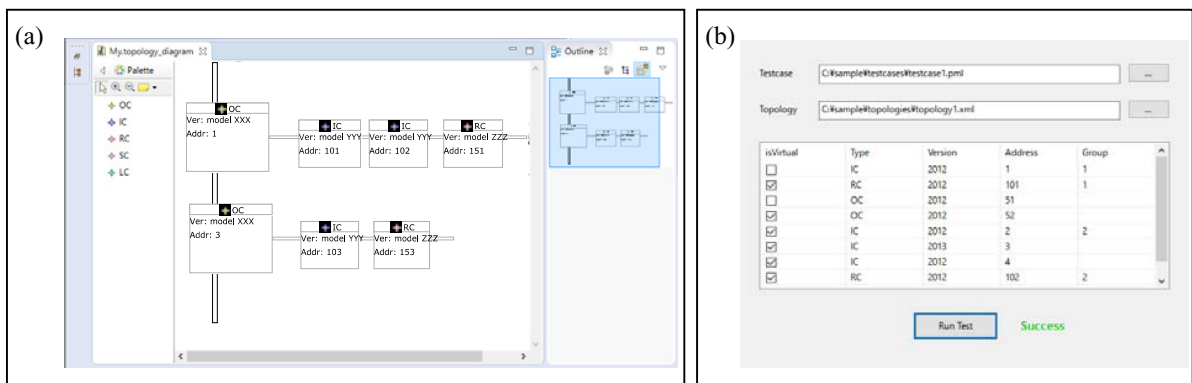 (a)
My.topology_diagram
Outline
Palette
OC
IC
RC
SC
LC
OC
Ver: model XXX
Addr: 1
IC
Ver: model YYY
Addr: 101
IC
Ver: model YYY
Addr: 102
RC
Ver: model ZZZ
Addr: 151
OC
Ver: model XXX
Addr: 3
IC
Ver: model YYY
Addr: 103
RC
Ver: model ZZZ
Addr: 153
(b)
Testcase C:¥sample¥testcases¥testcase1.pml ...
Topology C:¥sample¥topologies¥topology1.xml ...
isVirtual Type Version Address Group
IC 2012 1 1
RC 2012 101 1
OC 2012 51
OC 2012 52
IC 2012 2 2
IC 2013 3
IC 2012 4
RC 2012 102 2
Run Test Success